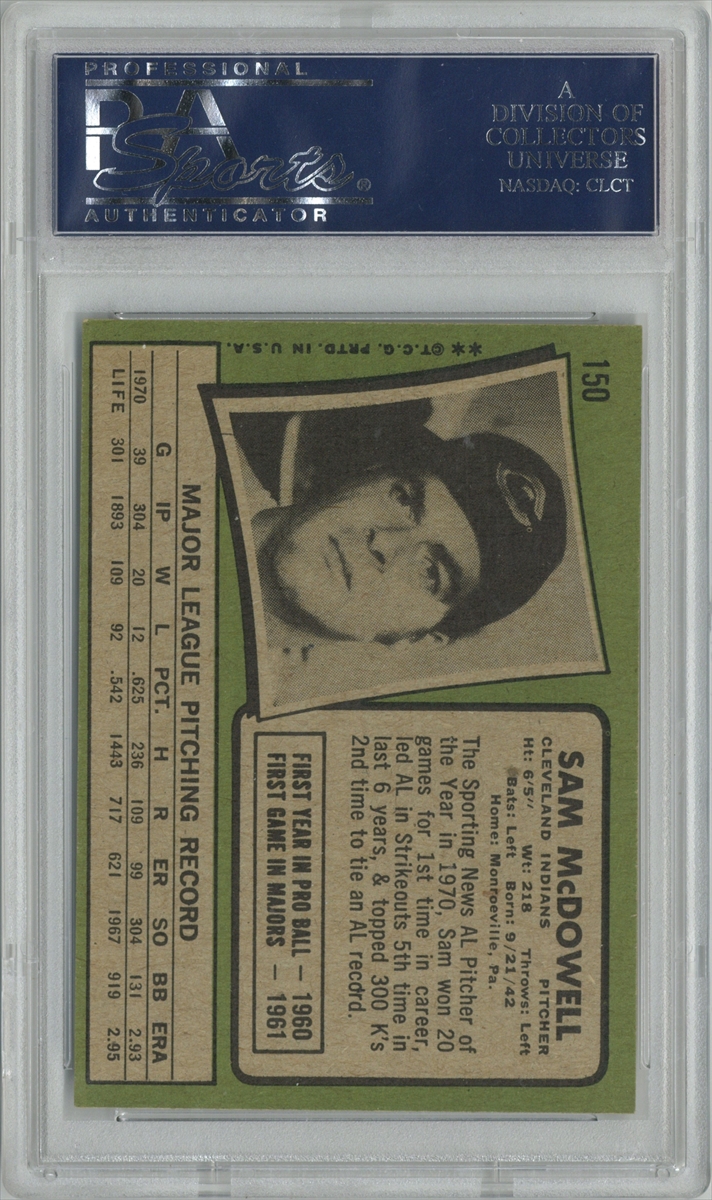 PROFESSIONAL
PSA
Sports®
AUTHENTICATOR
A
DIVISION OF
COLLECTORS
UNIVERSE
NASDAQ: CLCT
150
**©T.C.G. PRTD. IN U.S.A.
SAM McDOWELL
CLEVELAND INDIANS PITCHER
Ht: 6'5" Wt: 218 Throws: Left
Bats: Left Born: 9/21/42
Home: Monroeville, Pa.
The Sporting News AL Pitcher of
the Year in 1970, Sam won 20
games for 1st time in career,
led AL in Strikeouts 5th time in
last 6 years, & topped 300 K's
2nd time to tie an AL record.
FIRST YEAR IN PRO BALL — 1960
FIRST GAME IN MAJORS — 1961
MAJOR LEAGUE PITCHING RECORD
G IP W L PCT. H R ER SO BB ERA
1970 39 304 20 12 .625 236 109 99 304 131 2.93
LIFE 301 1893 109 92 .542 1443 717 621 1967 919 2.95